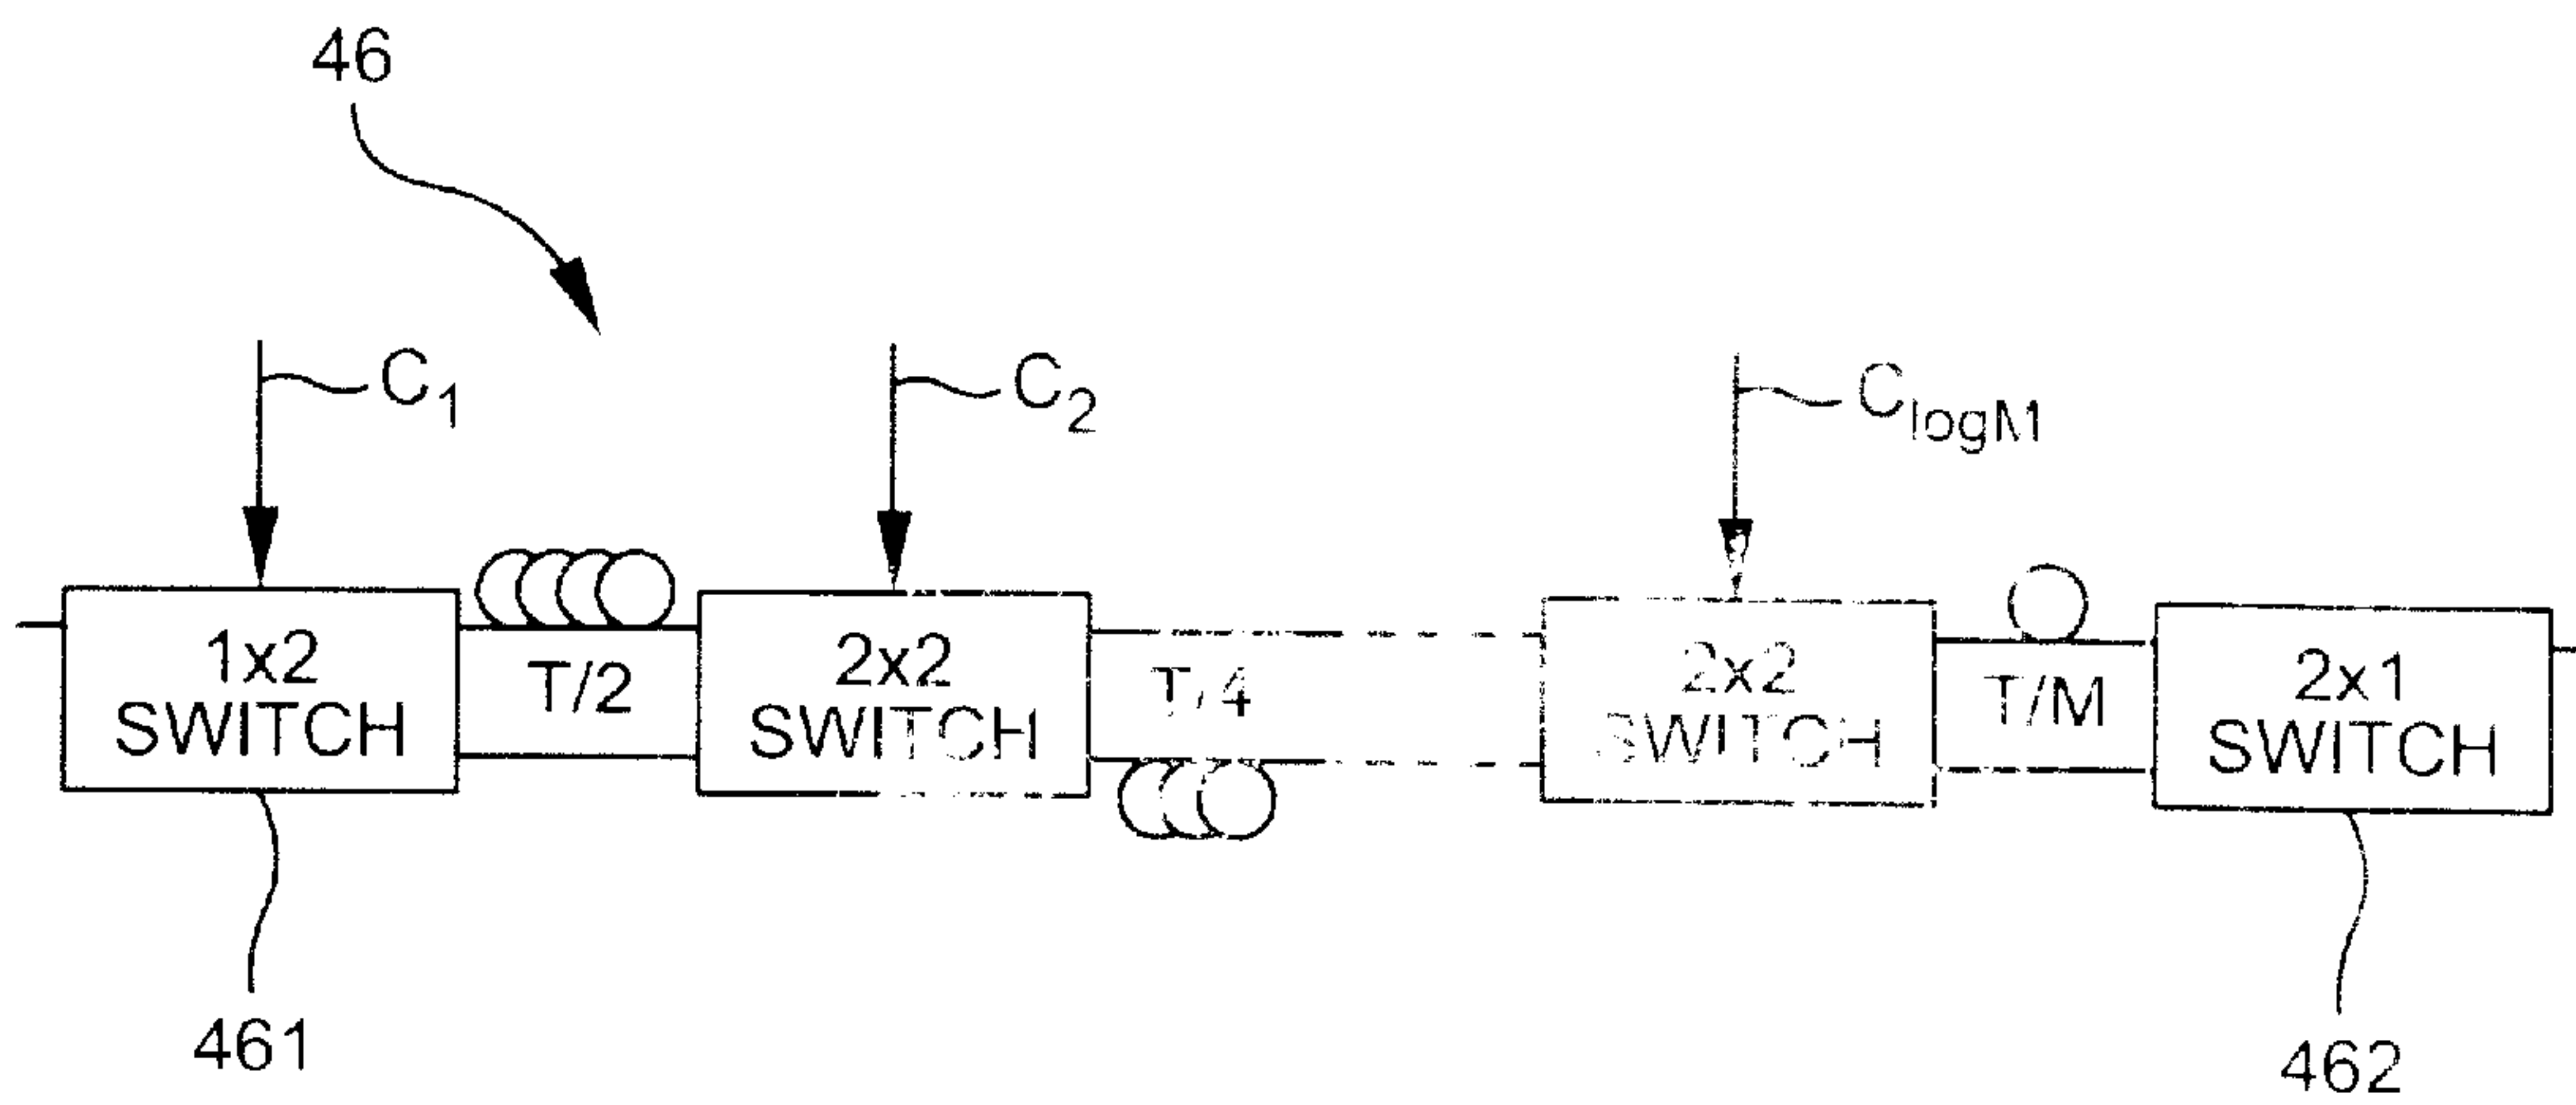 46
C1
C2
ClogM
1x2
SWITCH
T/2
2x2
SWITCH
T/4
2x2
SWITCH
T/M
2x1
SWITCH
461
462